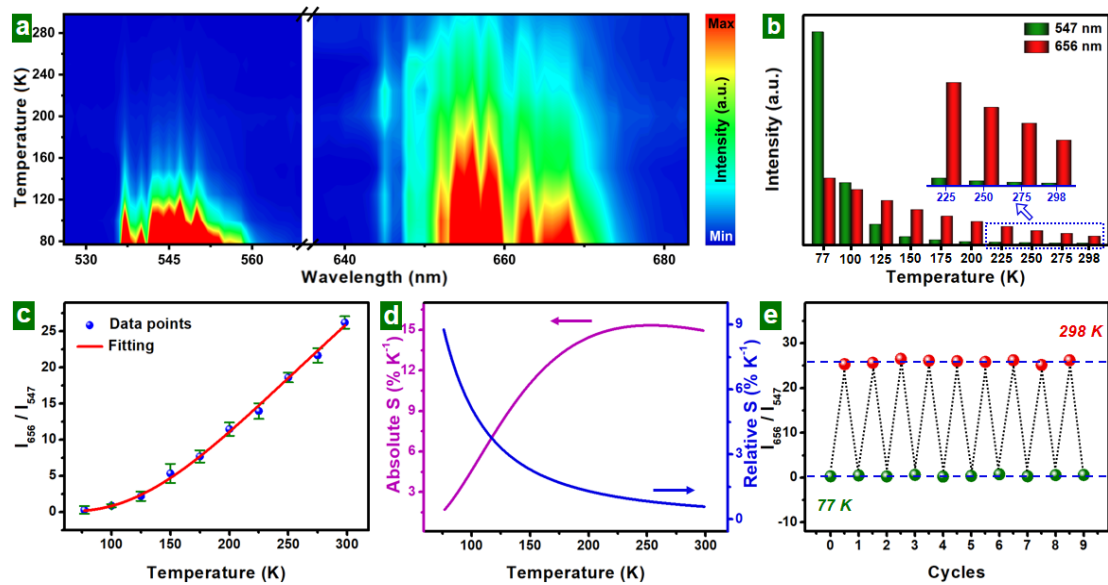 a
Temperature (K)
280
240
200
160
120
80
530
545
560
640
660
680
Wavelength (nm)
Max
Intensity (a.u.)
Min
b
547 nm
656 nm
Intensity (a.u.)
225
250
275
298
77
100
125
150
175
200
225
250
275
298
Temperature (K)
c
Data points
Fitting
I656 / I547
25
20
15
10
5
0
100
150
200
250
300
Temperature (K)
d
Absolute S (% K⁻¹)
15
12
9
6
3
Relative S (% K⁻¹)
9
6
3
0
100
150
200
250
300
Temperature (K)
e
298 K
77 K
I656 / I547
40
30
20
10
0
-10
0
1
2
3
4
5
6
7
8
9
Cycles